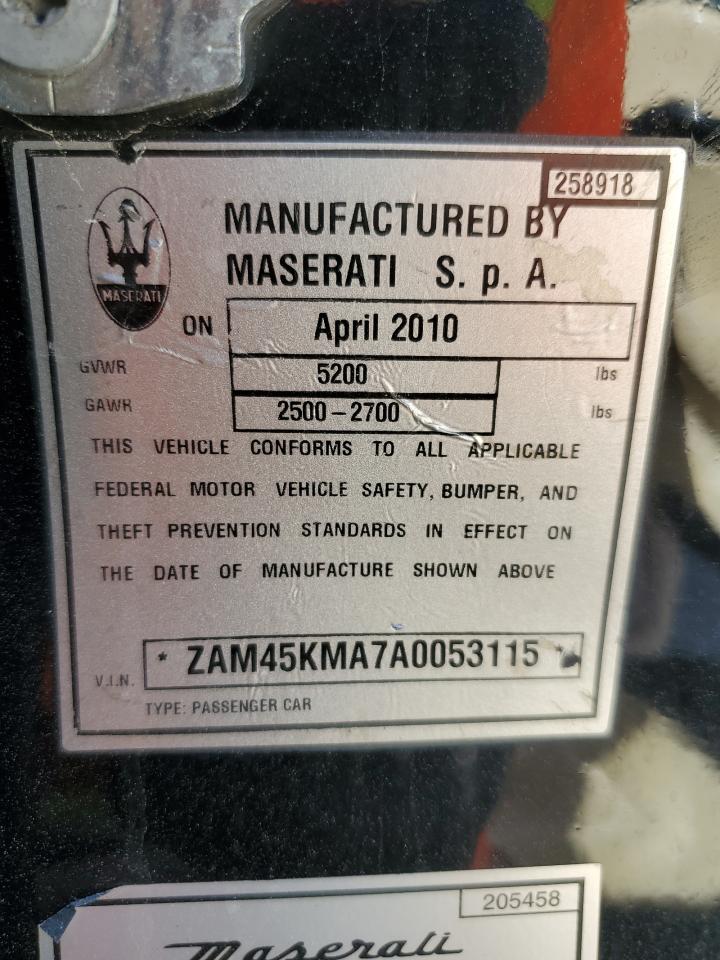 258918
MANUFACTURED BY
MASERATI S. p. A.
MASERATI
ON April 2010
GVWR 5200 lbs
GAWR 2500 – 2700 lbs
THIS VEHICLE CONFORMS TO ALL APPLICABLE
FEDERAL MOTOR VEHICLE SAFETY, BUMPER, AND
THEFT PREVENTION STANDARDS IN EFFECT ON
THE DATE OF MANUFACTURE SHOWN ABOVE
V.I.N. * ZAM45KMA7A0053115 *
TYPE: PASSENGER CAR
205458
Maserati